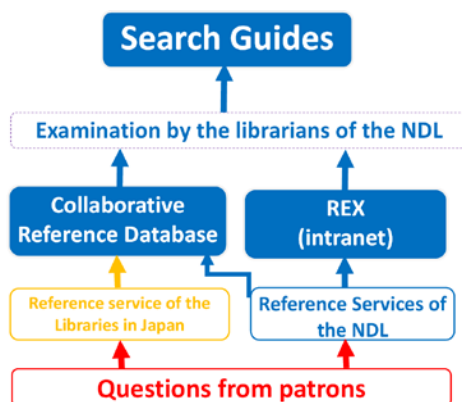 Search Guides
Examination by the librarians of the NDL
Collaborative
Reference Database
REX
(intranet)
Reference service of the
Libraries in Japan
Reference Services of
the NDL
Questions from patrons